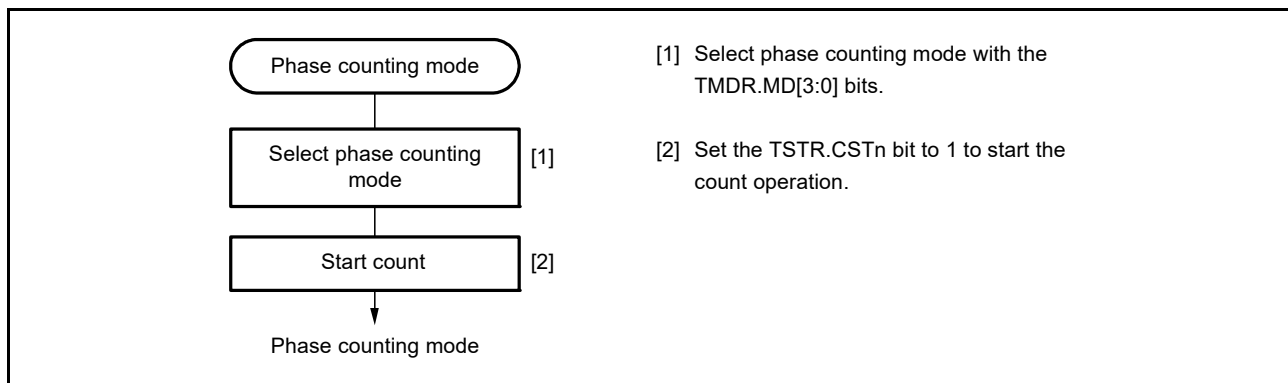 Phase counting mode
Select phase counting
mode
[1]
Start count
[2]
Phase counting mode
[1] Select phase counting mode with the
TMDR.MD[3:0] bits.
[2] Set the TSTR.CSTn bit to 1 to start the
count operation.